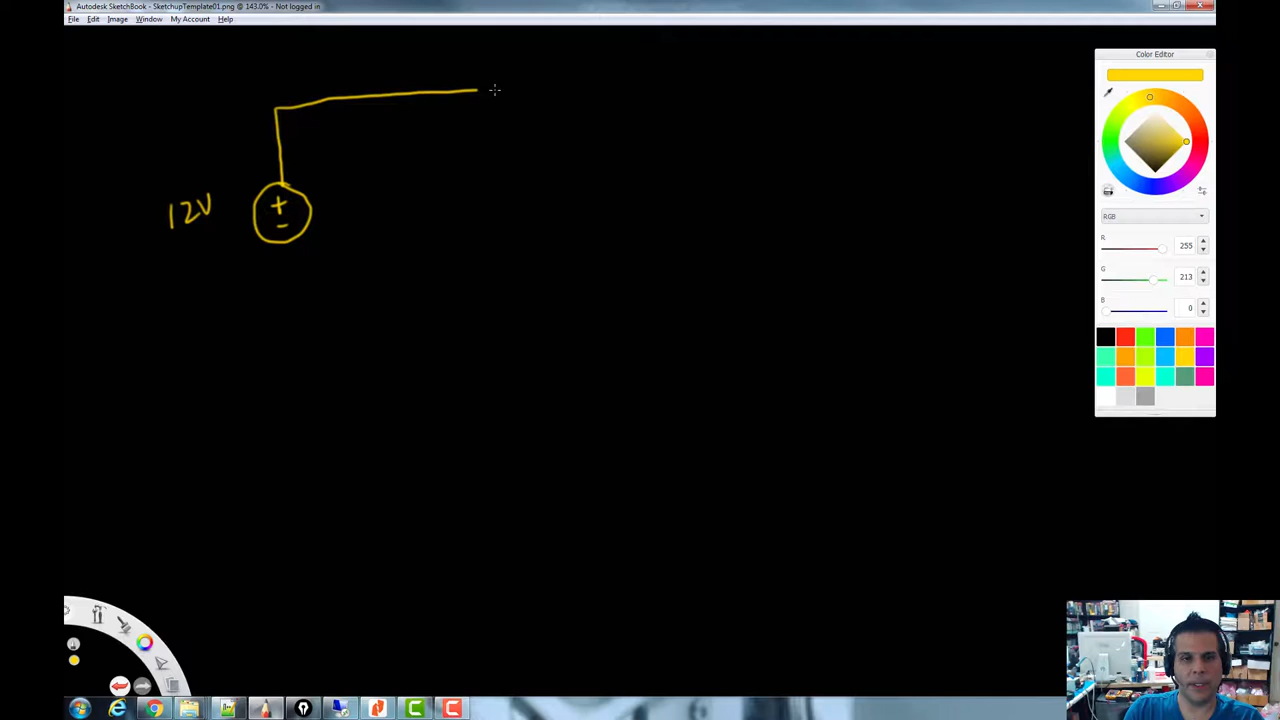 Autodesk SketchBook - SketchupTemplate01.png @ 143.0% - Not logged in
File Edit Image Window My Account Help
Color Editor
12V
+
-
RGB
R 255
G 213
B 0